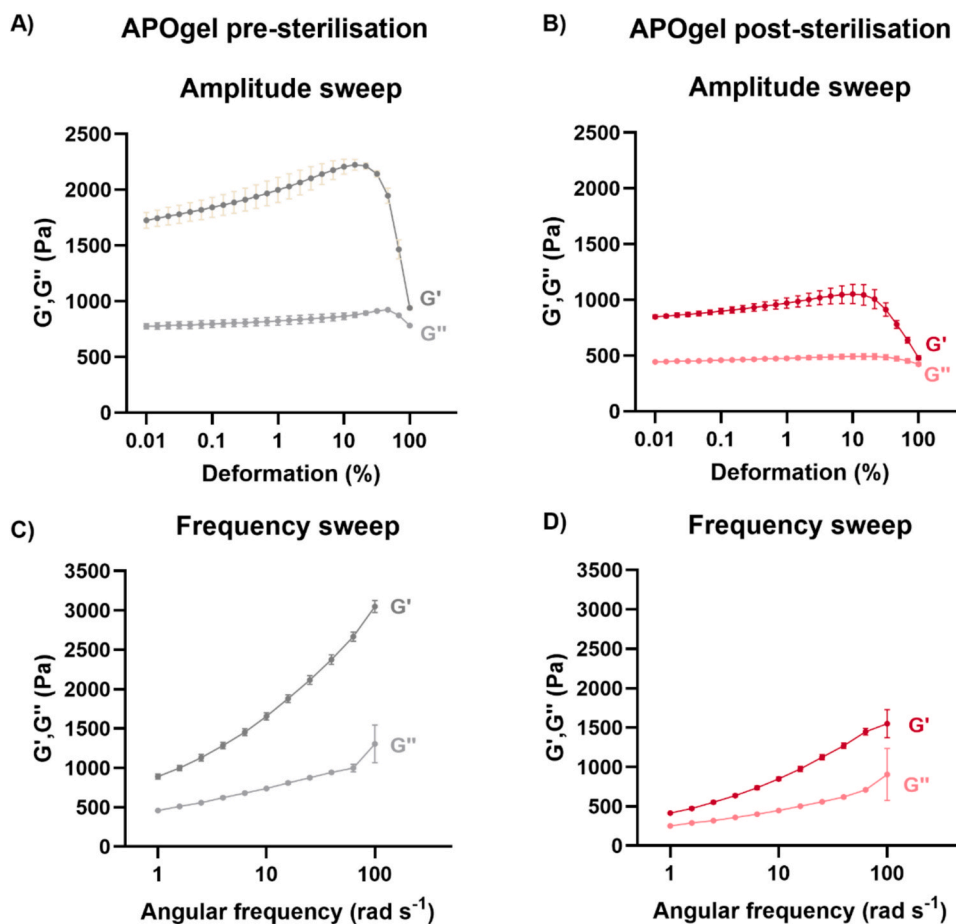 A) APOgel pre-sterilisation
Amplitude sweep
G',G'' (Pa)
2500
2000
1500
1000
500
0
G'
G''
0.01 0.1 1 10 100
Deformation (%)
B) APOgel post-sterilisation
Amplitude sweep
G',G'' (Pa)
2500
2000
1500
1000
500
0
G'
G''
0.01 0.1 1 10 100
Deformation (%)
C) Frequency sweep
G',G'' (Pa)
3500
3000
2500
2000
1500
1000
500
0
G'
G''
1 10 100
Angular frequency (rad s⁻¹)
D) Frequency sweep
G',G'' (Pa)
3500
3000
2500
2000
1500
1000
500
0
G'
G''
1 10 100
Angular frequency (rad s⁻¹)